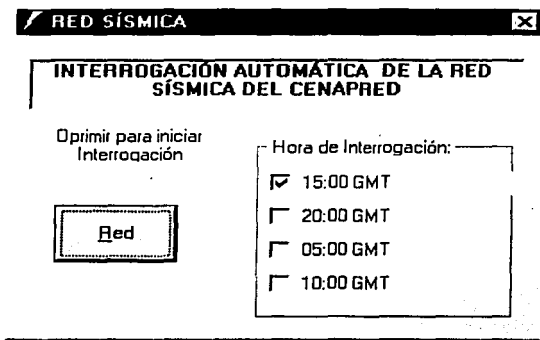 RED SÍSMICA
INTERROGACIÓN AUTOMÁTICA DE LA RED
SÍSMICA DEL CENAPRED
Oprimir para iniciar
Interrogación
Red
Hora de Interrogación:
15:00 GMT
20:00 GMT
05:00 GMT
10:00 GMT